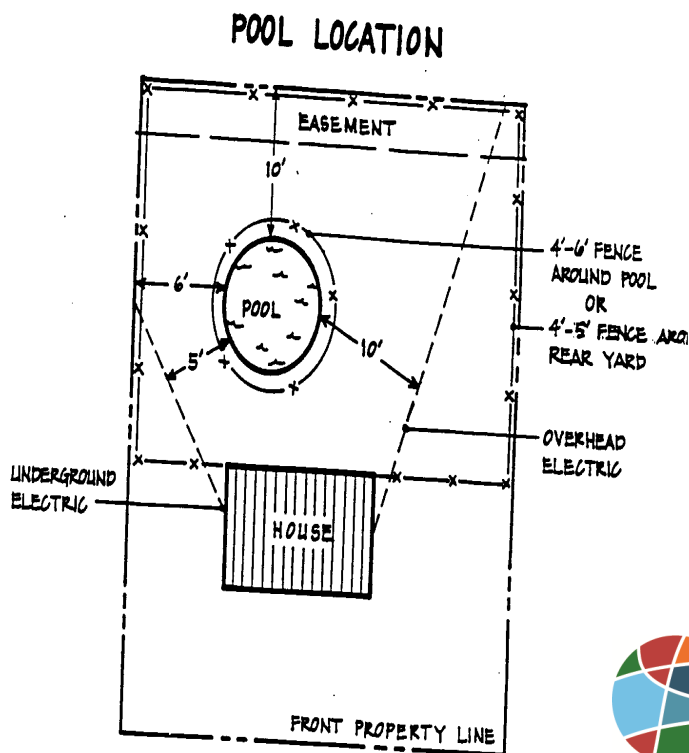 POOL LOCATION
EASEMENT
10'
4'-6' FENCE
AROUND POOL
OR
4'-5' FENCE
REAR YARD
6'
POOL
5'
10'
OVERHEAD
ELECTRIC
UNDERGROUND
ELECTRIC
HOUSE
FRONT PROPERTY LINE